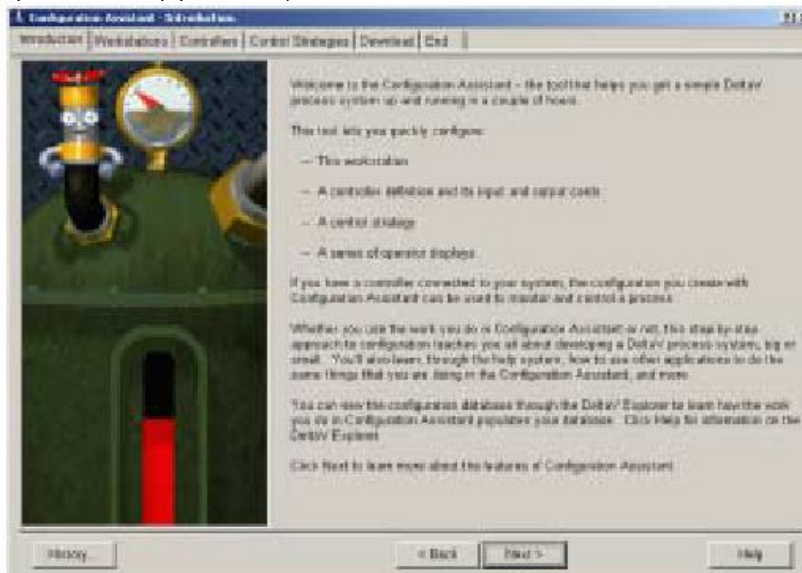 Configuration Assistant - Introduction
Introduction Workstations Controllers Control Strategies Download End
Welcome to the Configuration Assistant - the tool that helps you get a simple DeltaV
process system up and running in a couple of hours.
This tool lets you quickly configure:
-- This workstation
-- A controller definition and its input and output cards
-- A control strategy
-- A series of operator displays
If you have a controller connected to your system, the configuration you create with
Configuration Assistant can be used to monitor and control a process.
Whether you use the work you do in Configuration Assistant or not, this step-by-step
approach to configuration teaches you all about developing a DeltaV process system, big or
small. You'll also learn, through the help system, how to use other applications to do the
same things that you are doing in the Configuration Assistant, and more.
You can view the configuration database through the DeltaV Explorer to learn how the work
you do in Configuration Assistant populates your database. Click Help for information on the
DeltaV Explorer.
Click Next to learn more about the features of Configuration Assistant.
History... < Back Next > Help